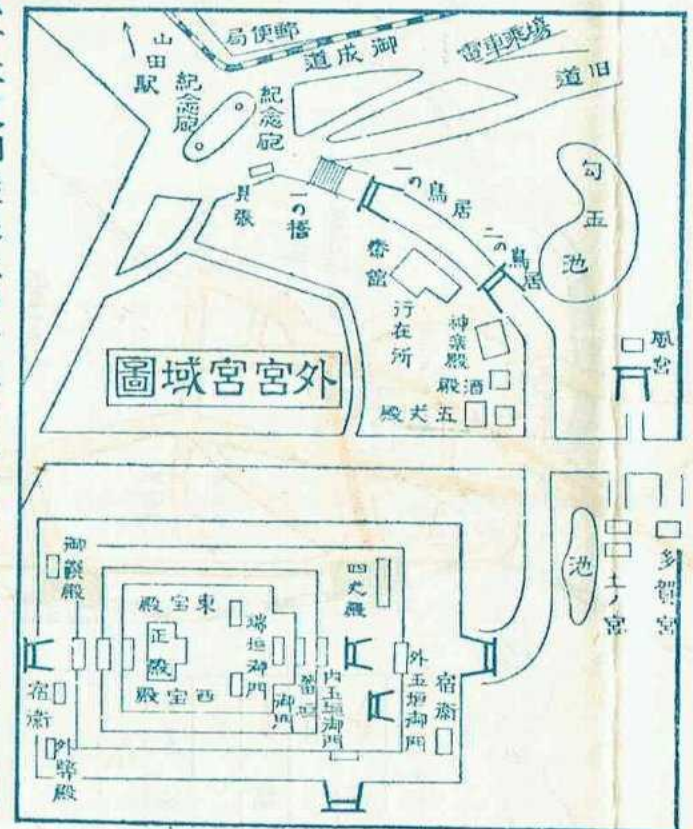 局便郵
道成御
電車乗場
旧道
山田駅
紀念砲
紀念砲
見張
一の橋
一の鳥居
二の鳥居
勾玉池
斎館
行在所
神楽殿
酒殿
殿丈五
風宮
圖域宮宮外
池
土ノ宮
多賀宮
御饌殿
四丈殿
殿宝東
正殿
殿宝西
瑞垣御門
蕃垣
御門
内玉垣御門
外玉垣御門
宿衛
宿衛
外幣殿